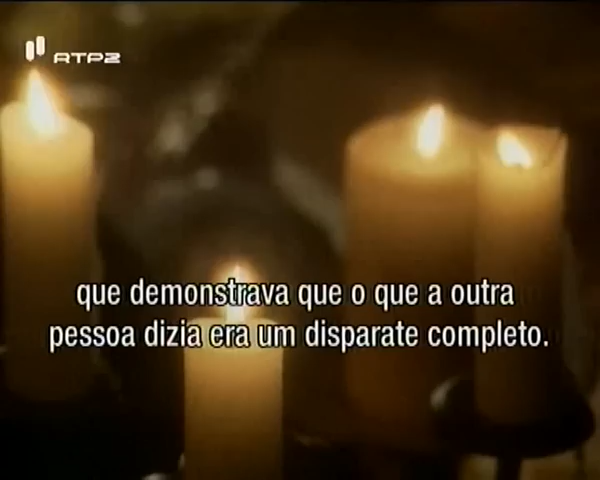 RTP2
que demonstrava que o que a outra
pessoa dizia era um disparate completo.